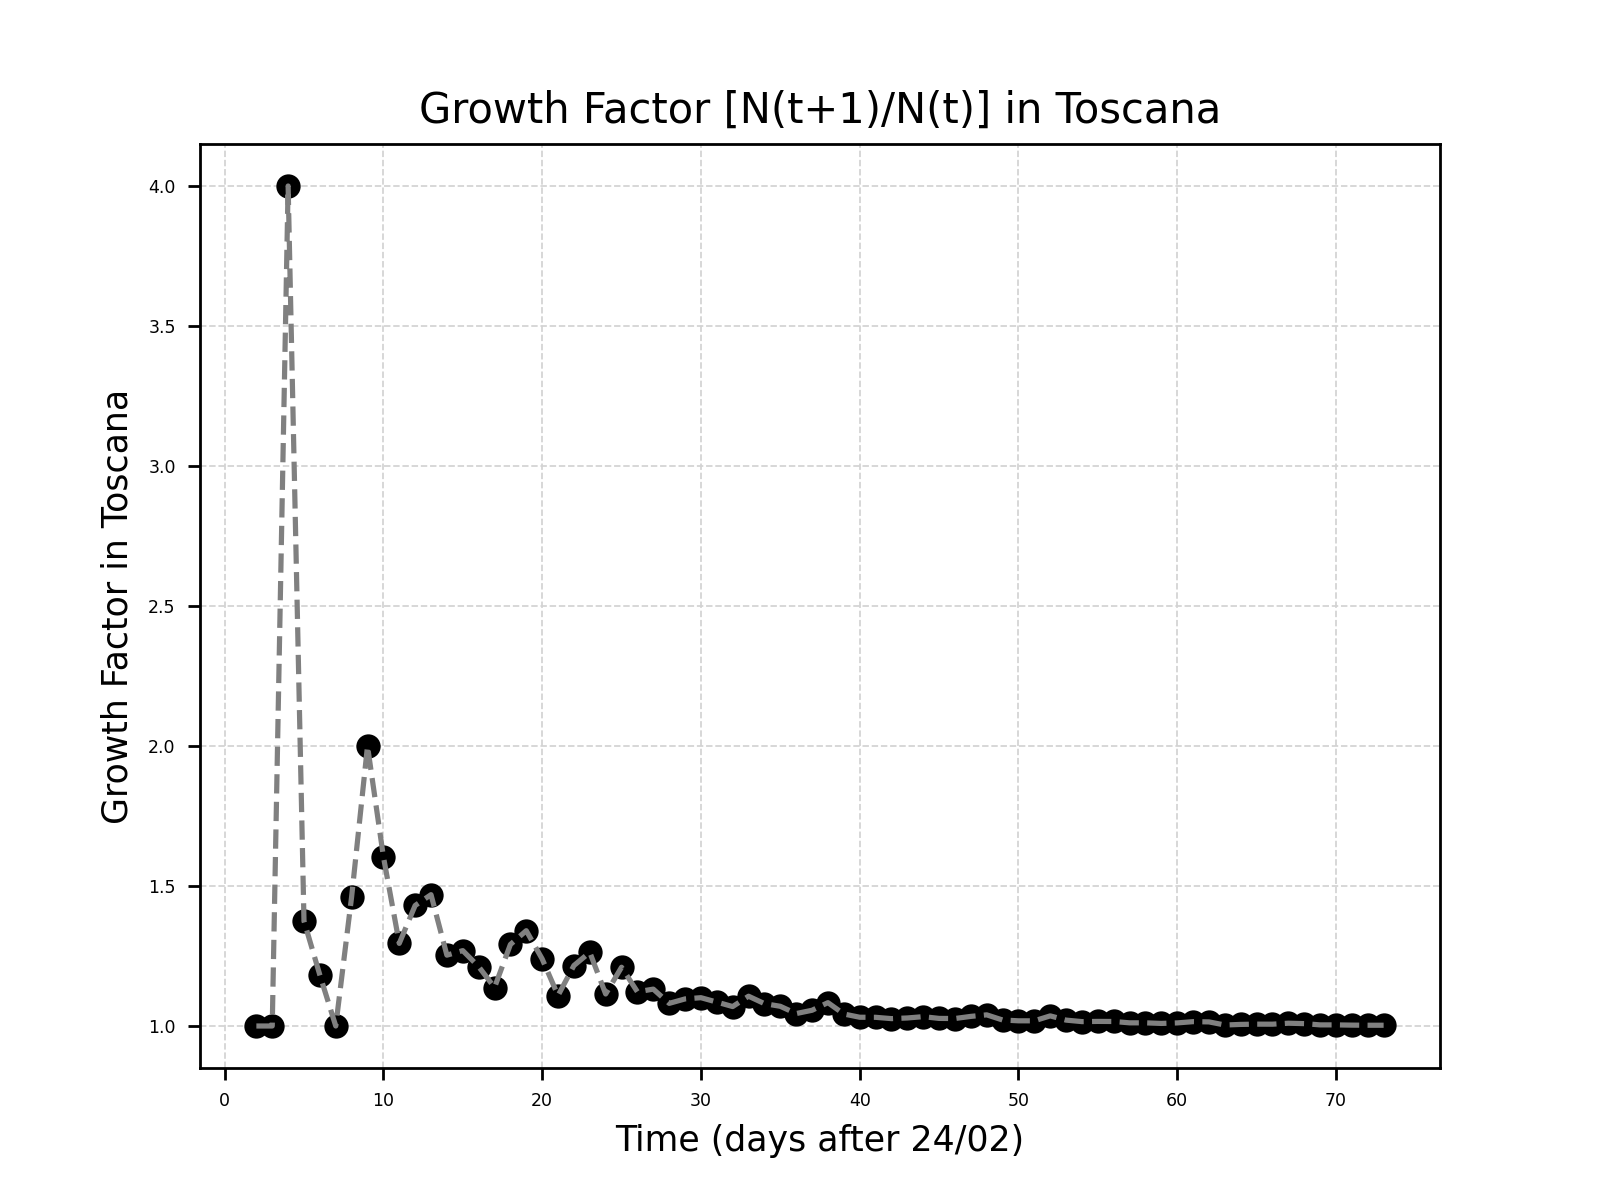 Growth Factor [N(t+1)/N(t)] in Toscana
Growth Factor in Toscana
4.0
3.5
3.0
2.5
2.0
1.5
1.0
0 10 20 30 40 50 60 70
Time (days after 24/02)